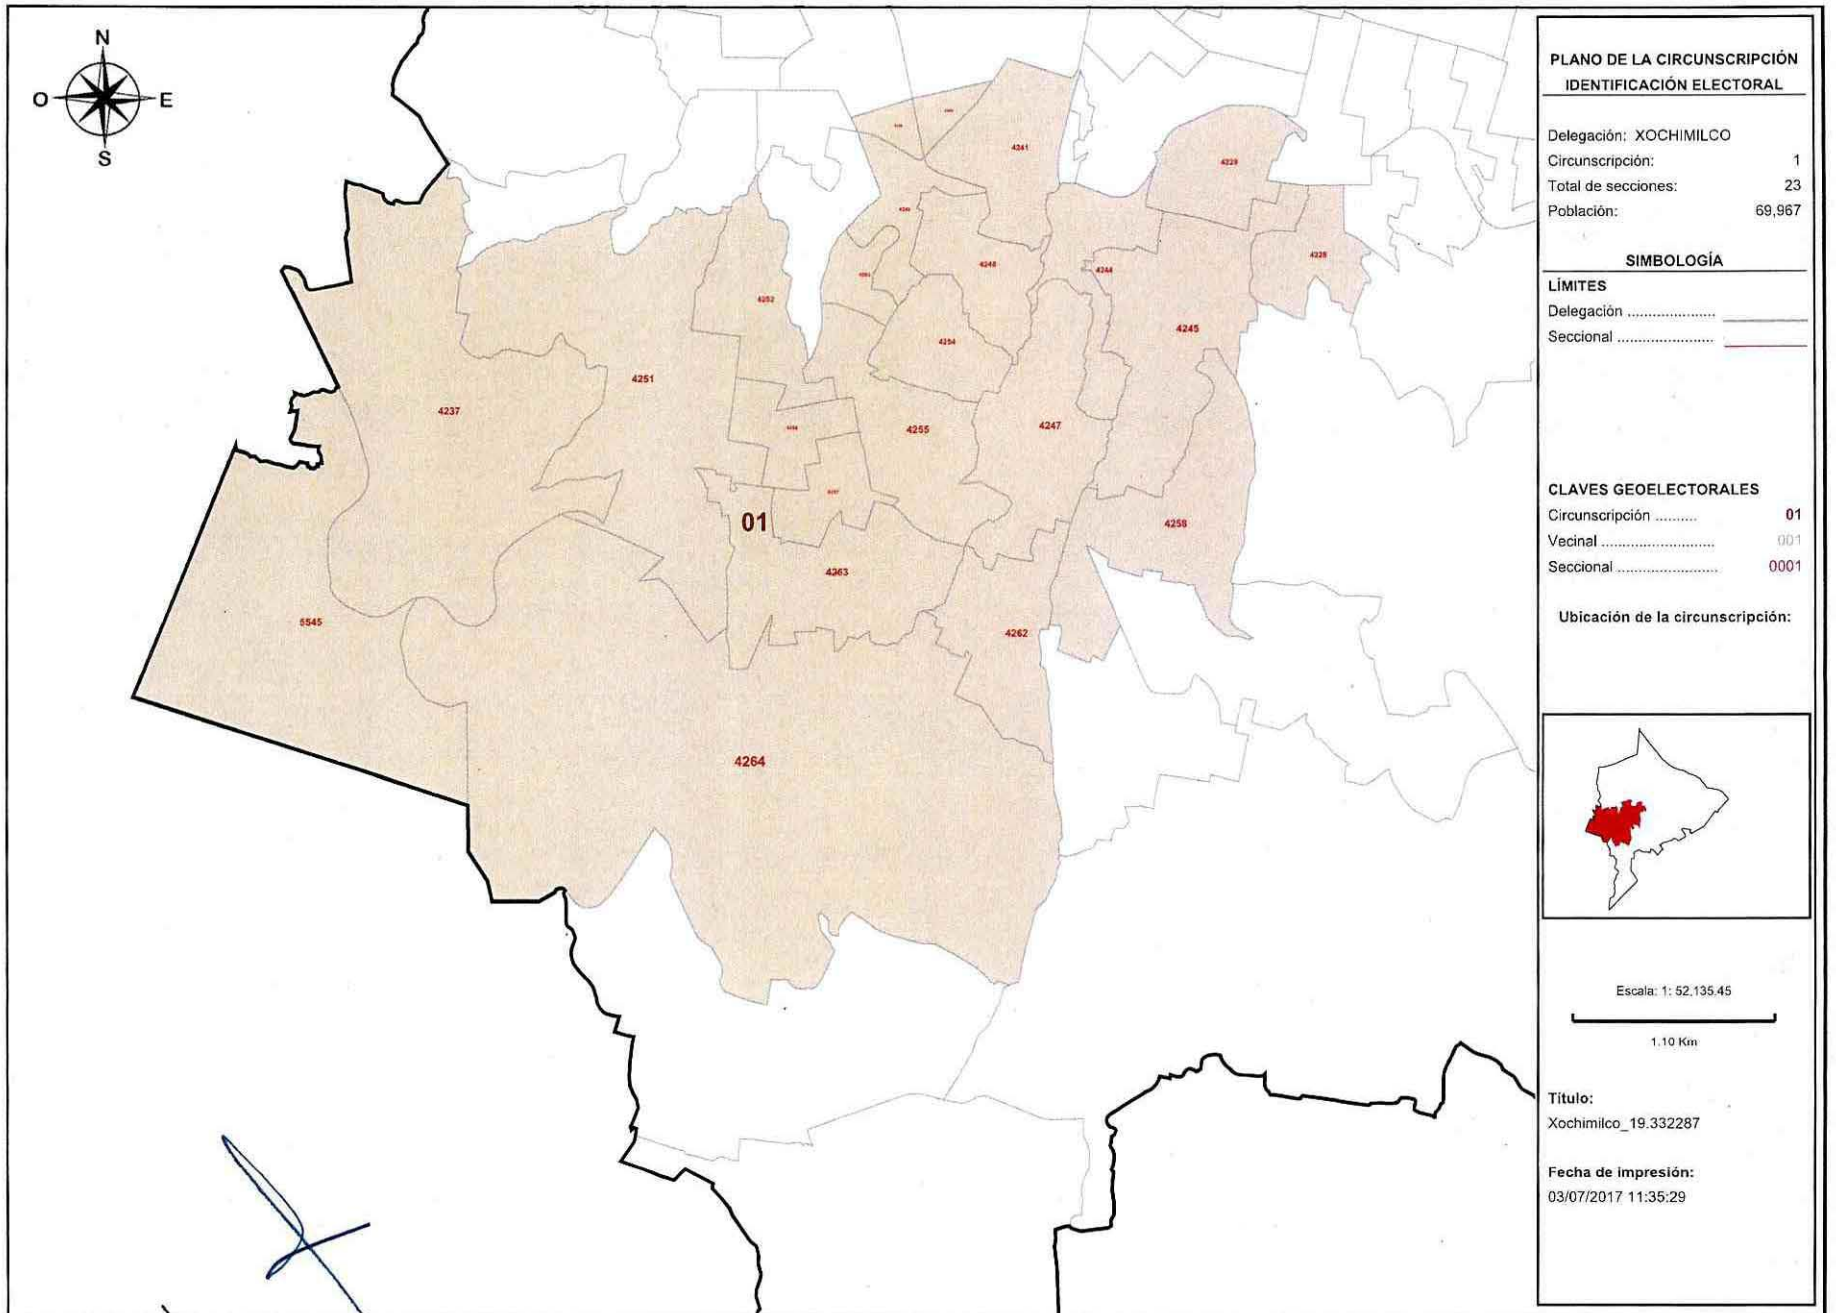 N
O E
S
4241
4229
4228
4248
4244
4252
4245
4254
4251
4237
4255
4247
01
4258
4263
5545
4262
4264
PLANO DE LA CIRCUNSCRIPCIÓN
IDENTIFICACIÓN ELECTORAL
Delegación: XOCHIMILCO
Circunscripción: 1
Total de secciones: 23
Población: 69,967
SIMBOLOGÍA
LÍMITES
Delegación .....................
Seccional .......................
CLAVES GEOELECTORALES
Circunscripción .......... 01
Vecinal ........................... 001
Seccional ........................ 0001
Ubicación de la circunscripción:
Escala: 1: 52,135.45
1.10 Km
Título:
Xochimilco_19.332287
Fecha de impresión:
03/07/2017 11:35:29